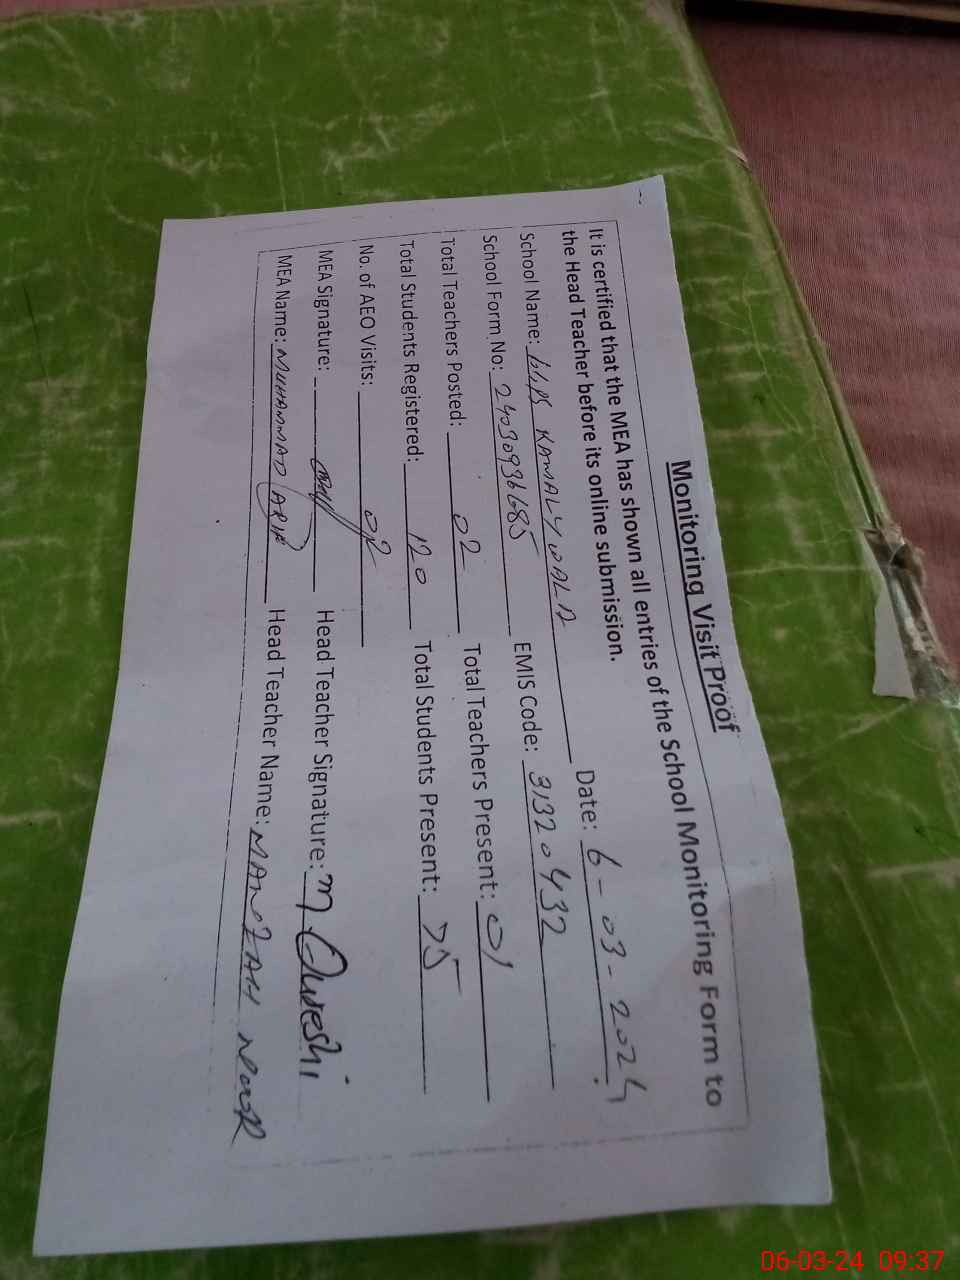 Monitoring Visit Proof
It is certified that the MEA has shown all entries of the School Monitoring Form to
the Head Teacher before its online submission.
School Name: KAMALY WALA Date: 6-03-2024
School Form No: 24030936685 EMIS Code: 31320432
Total Teachers Posted: 02 Total Teachers Present: 01
Total Students Registered: 120 Total Students Present: 75
No. of AEO Visits: 02
MEA Signature: Head Teacher Signature: M. Qureshi
MEA Name: MUHAMMAD ARIF Head Teacher Name: NOOR
06-03-24 09:37